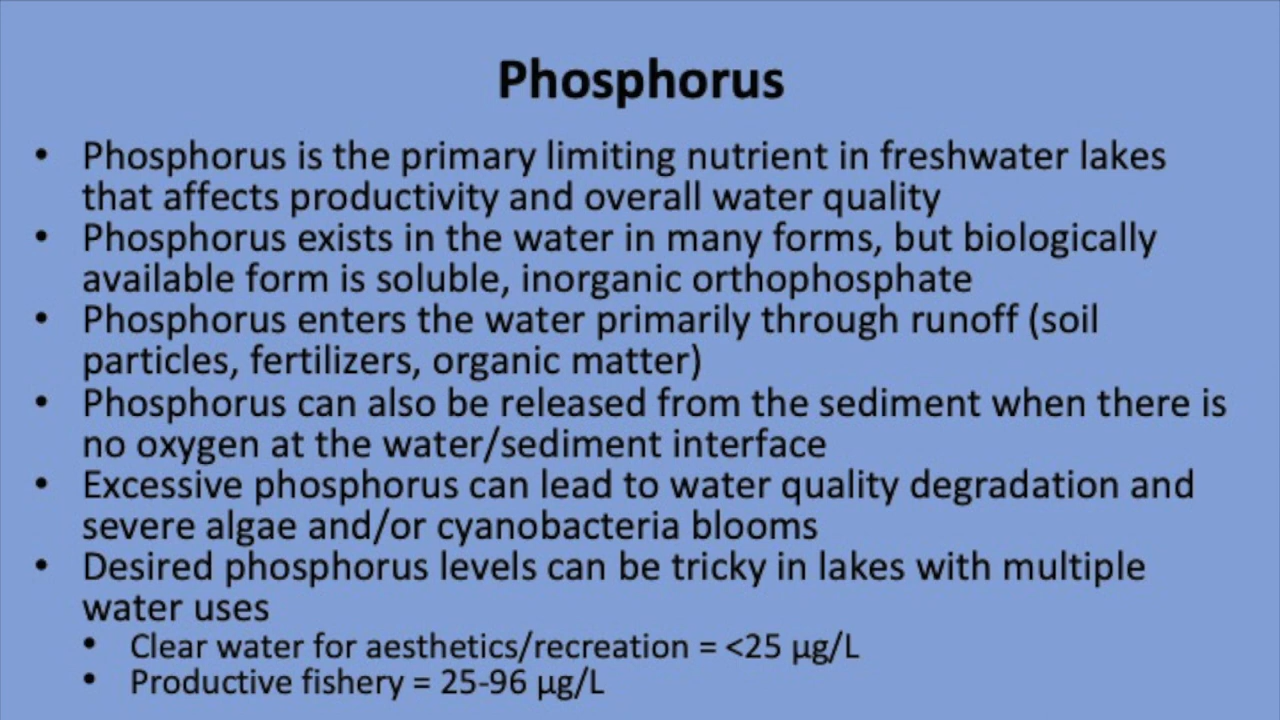 Phosphorus
• Phosphorus is the primary limiting nutrient in freshwater lakes
that affects productivity and overall water quality
• Phosphorus exists in the water in many forms, but biologically
available form is soluble, inorganic orthophosphate
• Phosphorus enters the water primarily through runoff (soil
particles, fertilizers, organic matter)
• Phosphorus can also be released from the sediment when there is
no oxygen at the water/sediment interface
• Excessive phosphorus can lead to water quality degradation and
severe algae and/or cyanobacteria blooms
• Desired phosphorus levels can be tricky in lakes with multiple
water uses
• Clear water for aesthetics/recreation = <25 µg/L
• Productive fishery = 25-96 µg/L